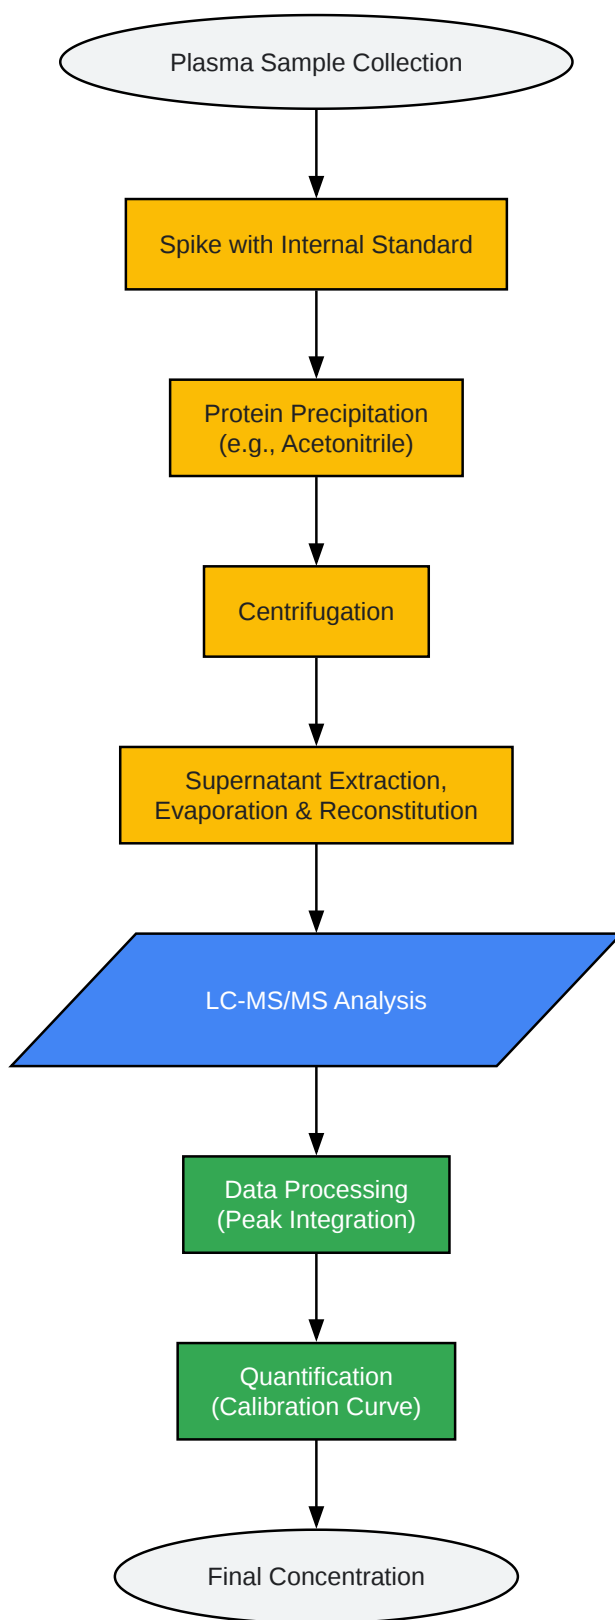 Plasma Sample Collection
Spike with Internal Standard
Protein Precipitation
(e.g., Acetonitrile)
Centrifugation
Supernatant Extraction,
Evaporation & Reconstitution
LC-MS/MS Analysis
Data Processing
(Peak Integration)
Quantification
(Calibration Curve)
Final Concentration